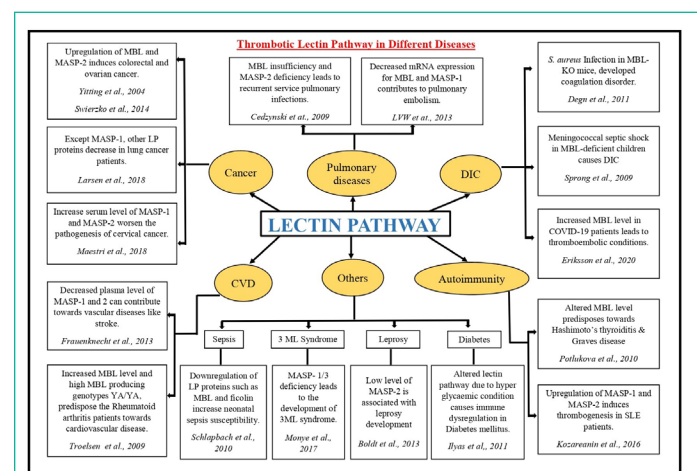 Thrombotic Lectin Pathway in Different Diseases
Upregulation of MBL and
MASP-2 induces colorectal and
ovarian cancer.
Yitting et al., 2004
Swierzko et al., 2014
MBL insufficiency and
MASP-2 deficiency leads to
recurrent service pulmonary
infections.
Cedzynski et at., 2009
Decreased mRNA expression
for MBL and MASP-1
contributes to pulmonary
embolism.
LVW et at., 2013
S. aureus Infection in MBL-
KO mice, developed
coagulation disorder.
Degn et al., 2011
Except MASP-1, other LP
proteins decrease in lung cancer
patients.
Larsen et al., 2018
Meningococcal septic shock
in MBL-deficient children
causes DIC
Sprong et al., 2009
Cancer
Pulmonary
diseases
DIC
Increase serum level of MASP-1
and MASP-2 worsen the
pathogenesis of cervical cancer.
Maestri et al., 2018
LECTIN PATHWAY
Increased MBL level in
COVID-19 patients leads to
thromboembolic conditions.
Eriksson et al., 2020
CVD
Others
Autoimmunity
Decreased plasma level of
MASP-1 and 2 can contribute
towards vascular diseases like
stroke.
Frauenknecht et al., 2013
Altered MBL level
predisposes towards
Hashimoto's thyroiditis &
Graves disease
Potlukova et al., 2010
Sepsis
3 ML Syndrome
Leprosy
Diabetes
Increased MBL level and
high MBL producing
genotypes YA/YA,
predispose the Rheumatoid
arthritis patients towards
cardiovascular disease.
Troelsen et al., 2009
Downregulation of
LP proteins such as
MBL and ficolin
increase neonatal
sepsis susceptibility.
Schlapbach et al.,
2010
MASP- 1/3
deficiency leads to
the development of
3ML syndrome.
Monye et al.,
2017
Low level of
MASP-2 is
associated with
leprosy
development
Boldt et al., 2013
Altered lectin
pathway due to hyper
glycaemic condition
causes immune
dysregulation in
Diabetes mellitus.
Ilyas et al,, 2011
Upregulation of MASP-1 and
MASP-2 induces
thrombogenesis in SLE
patients.
Kozareanin et al., 2016